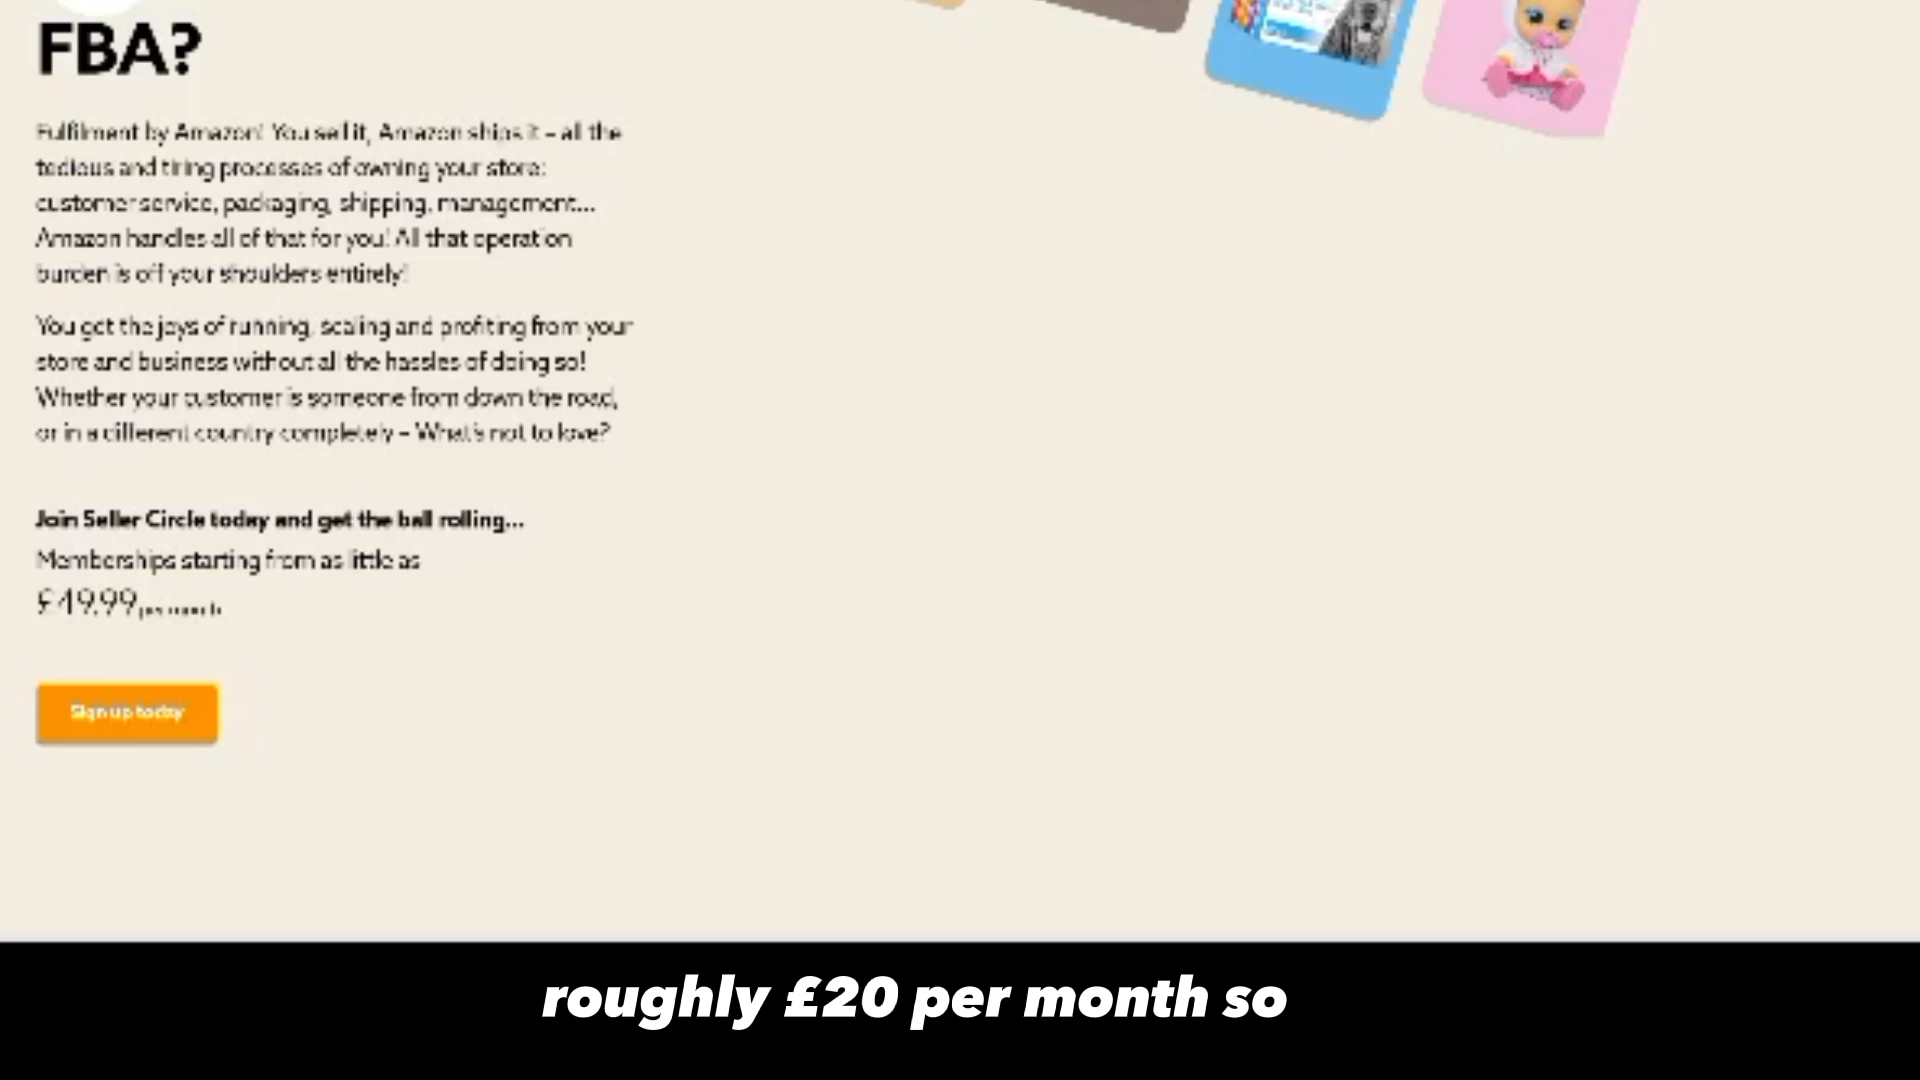 FBA?
Fulfilment by Amazon! You sell it, Amazon ships it – all the
tedious and tiring processes of owning your store:
customer service, packaging, shipping, management...
Amazon handles all of that for you! All that operation
burden is off your shoulders entirely!
You get the joys of running, scaling and profiting from your
store and business without all the hassles of doing so!
Whether your customer is someone from down the road,
or in a different country completely – What's not to love?
Join Seller Circle today and get the ball rolling...
Memberships starting from as little as
£49.99 per month
Sign up today
roughly £20 per month so